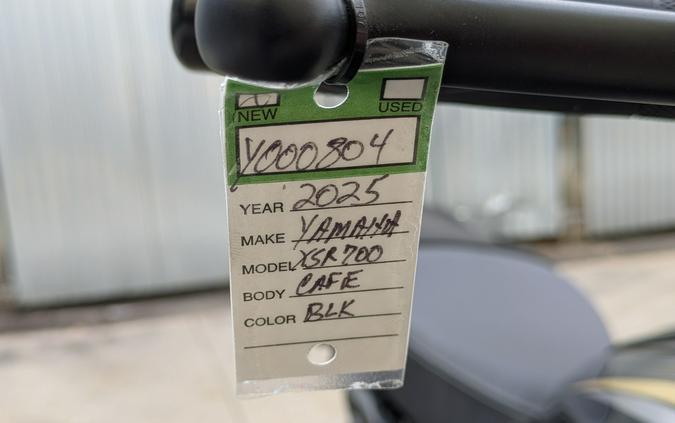 NEW USED
Y000804
YEAR 2025
MAKE YAMAHA
MODEL XSR700
BODY CAFE
COLOR BLK